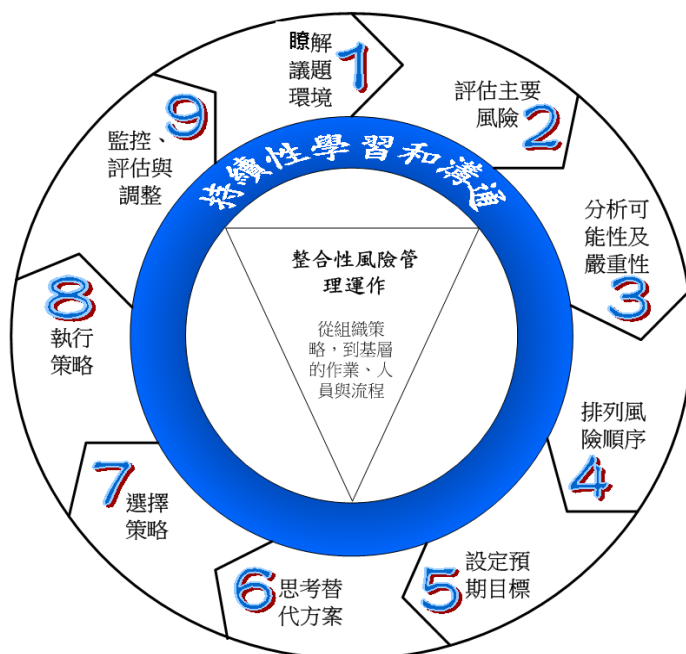 1
瞭解
議題
環境
2
評估主要
風險
3
分析可
能性及
嚴重性
4
排列風
險順序
5
設定預
期目標
6
思考替
代方案
7
選擇
策略
8
執行
策略
9
監控、
評估與
調整
持續性學習和溝通
整合性風險管
理運作
從組織策
略，到基層
的作業、人
員與流程